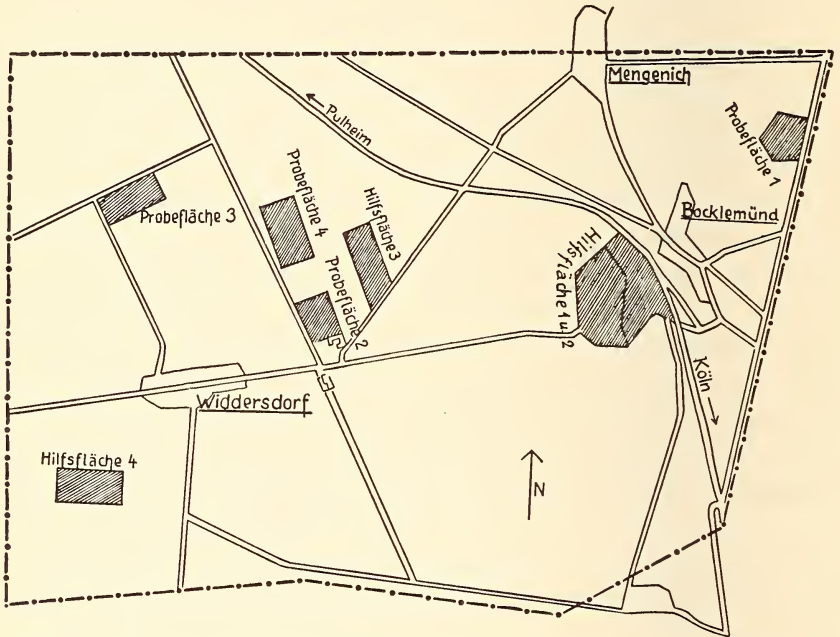 Mengenich
Pulheim
Probefläche 1
Probefläche 4
Hilfsfläche 3
Probefläche 3
Bocklemünd
Hilfsfläche 1 u. 2
Probefläche 2
Köln
Widdersdorf
Hilfsfläche 4
N